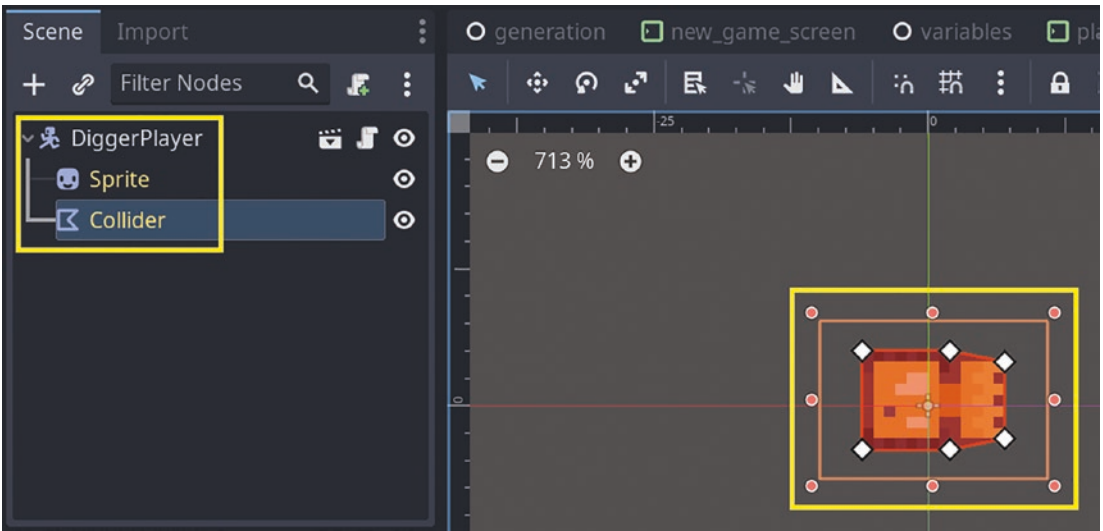 Scene Import
generation new_game_screen variables
Filter Nodes
-25 0
DiggerPlayer
713 %
Sprite
Collider
0